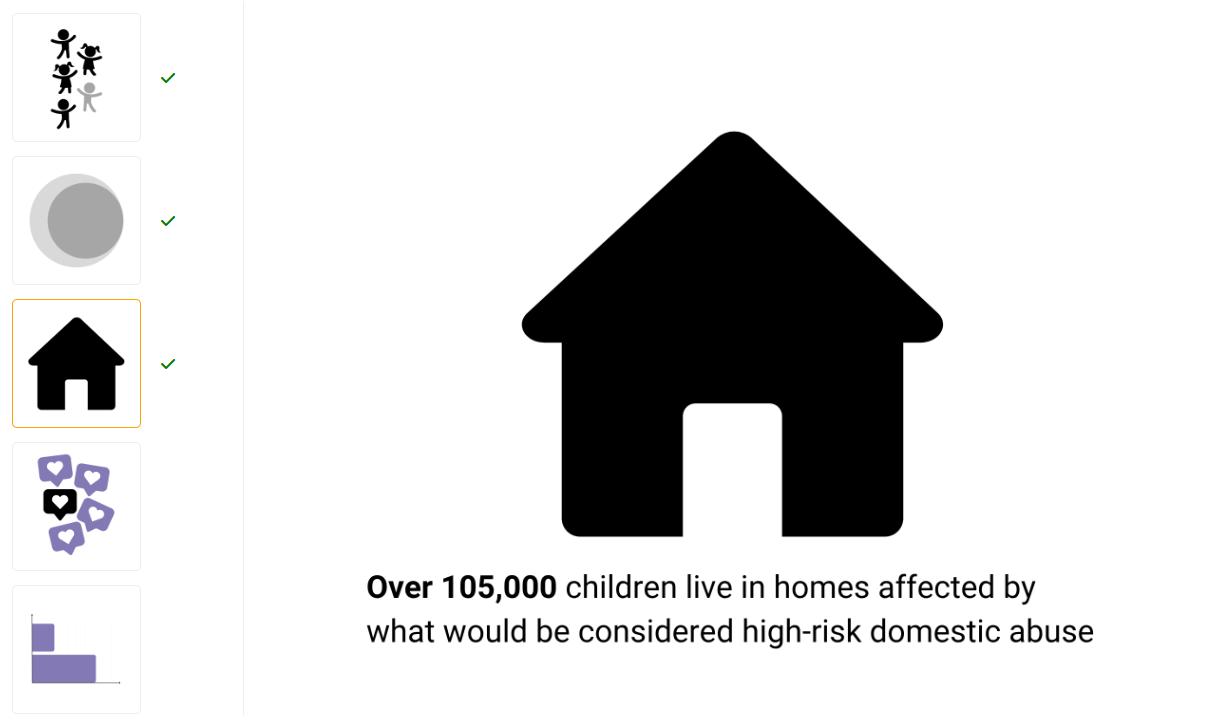 Over 105,000 children live in homes affected by
what would be considered high-risk domestic abuse